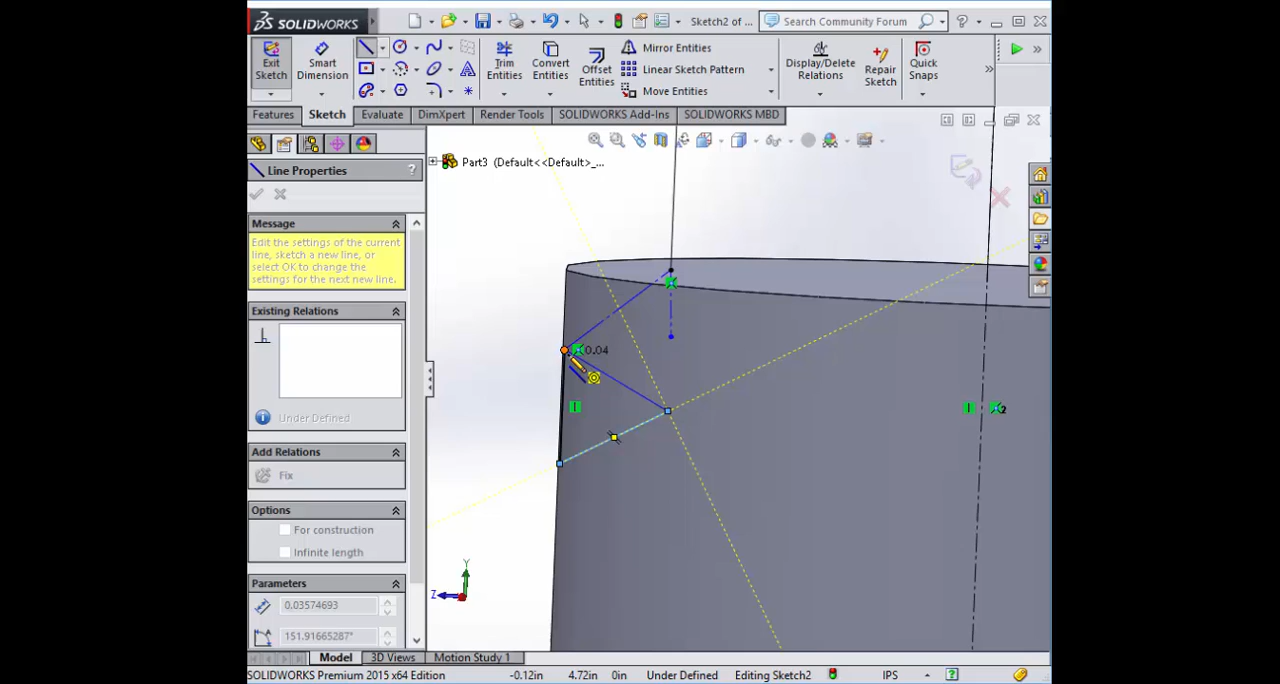 SOLIDWORKS
Sketch2 of ...
Search Community Forum
Exit Sketch
Smart Dimension
Trim Entities
Convert Entities
Offset Entities
Mirror Entities
Linear Sketch Pattern
Move Entities
Display/Delete Relations
Repair Sketch
Quick Snaps
Features
Sketch
Evaluate
DimXpert
Render Tools
SOLIDWORKS Add-Ins
SOLIDWORKS MBD
Part3 (Default<<Default>_...
Line Properties
?
Message
Edit the settings of the current
line, sketch a new line, or
select OK to change the
settings for the next new line.
Existing Relations
Under Defined
Add Relations
Fix
Options
For construction
Infinite length
Parameters
0.03574693
151.91665287°
0.04
2
Y
Z
Model
3D Views
Motion Study 1
SOLIDWORKS Premium 2015 x64 Edition
-0.12in
4.72in
0in
Under Defined
Editing Sketch2
IPS